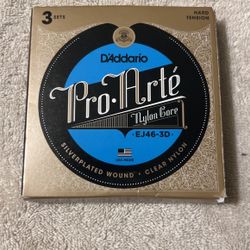 3 SETS
HARD
TENSION
D'Addario
Pro·Arté
Nylon Core
·EJ46-3D·
SILVERPLATED WOUND · CLEAR NYLON